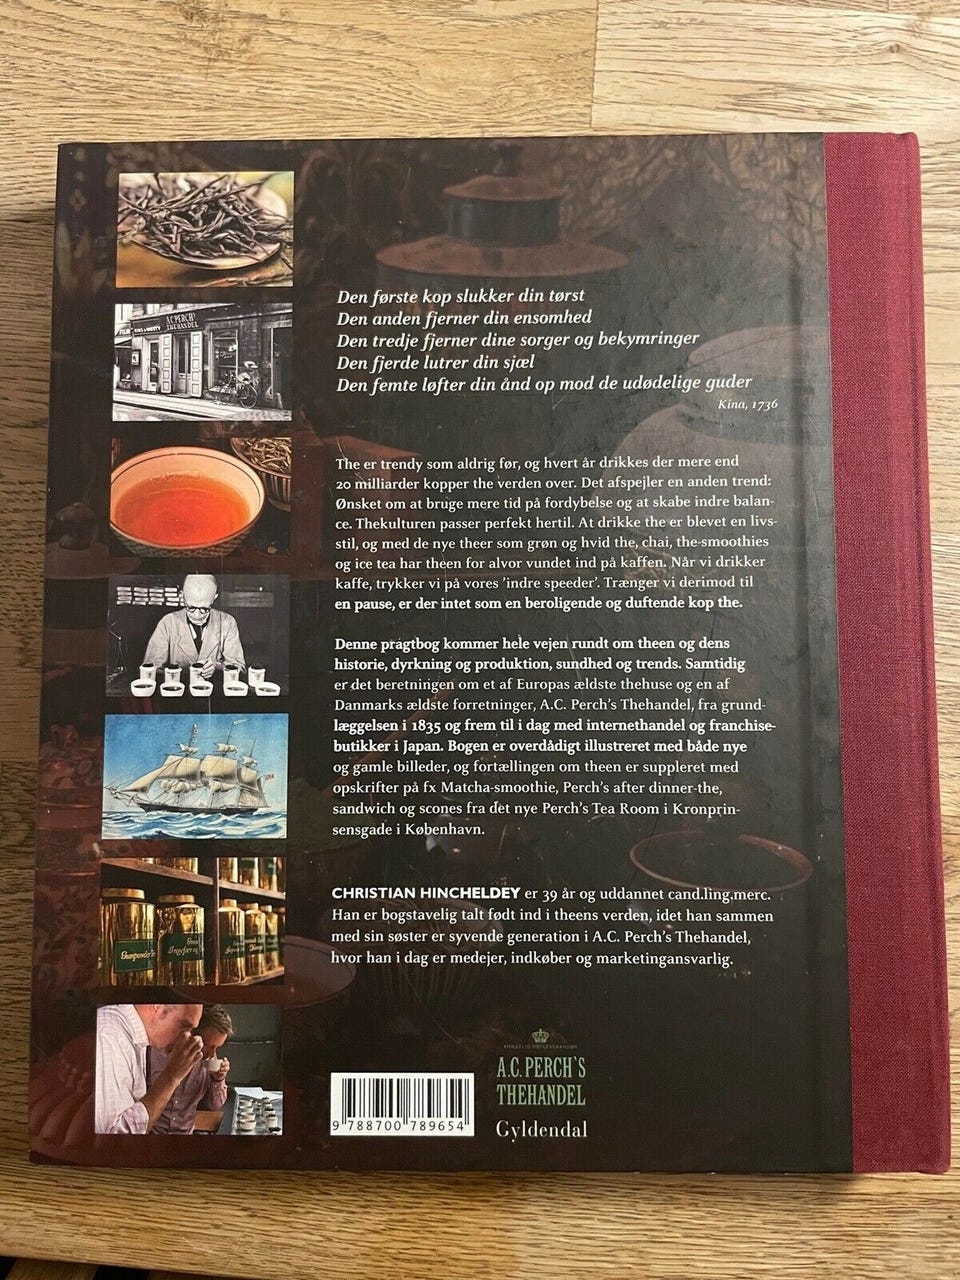 A.C. PERCH'S
THEHANDEL
Den første kop slukker din tørst
Den anden fjerner din ensomhed
Den tredje fjerner dine sorger og bekymringer
Den fjerde lutrer din sjæl
Den femte løfter din ånd op mod de udødelige guder
Kina, 1736
The er trendy som aldrig før, og hvert år drikkes der mere end
20 milliarder kopper the verden over. Det afspejler en anden trend:
Ønsket om at bruge mere tid på fordybelse og at skabe indre balan-
ce. Thekulturen passer perfekt hertil. At drikke the er blevet en livs-
stil, og med de nye theer som grøn og hvid the, chai, the-smoothies
og ice tea har theen for alvor vundet ind på kaffen. Når vi drikker
kaffe, trykker vi på vores 'indre speeder'. Trænger vi derimod til
en pause, er der intet som en beroligende og duftende kop the.
Denne pragtbog kommer hele vejen rundt om theen og dens
historie, dyrkning og produktion, sundhed og trends. Samtidig
er det beretningen om et af Europas ældste thehuse og en af
Danmarks ældste forretninger, A.C. Perch's Thehandel, fra grund-
læggelsen i 1835 og frem til i dag med internethandel og franchise-
butikker i Japan. Bogen er overdådigt illustreret med både nye
og gamle billeder, og fortællingen om theen er suppleret med
opskrifter på fx Matcha-smoothie, Perch's after dinner-the,
sandwich og scones fra det nye Perch's Tea Room i Kronprin-
sensgade i København.
CHRISTIAN HINCHELDEY er 39 år og uddannet cand.ling.merc.
Han er bogstavelig talt født ind i theens verden, idet han sammen
med sin søster er syvende generation i A.C. Perch's Thehandel,
hvor han i dag er medejer, indkøber og marketingansvarlig.
KONGELIG HOFLEVERANDØR
A.C. PERCH'S
THEHANDEL
Gyldendal
9 788700 789654